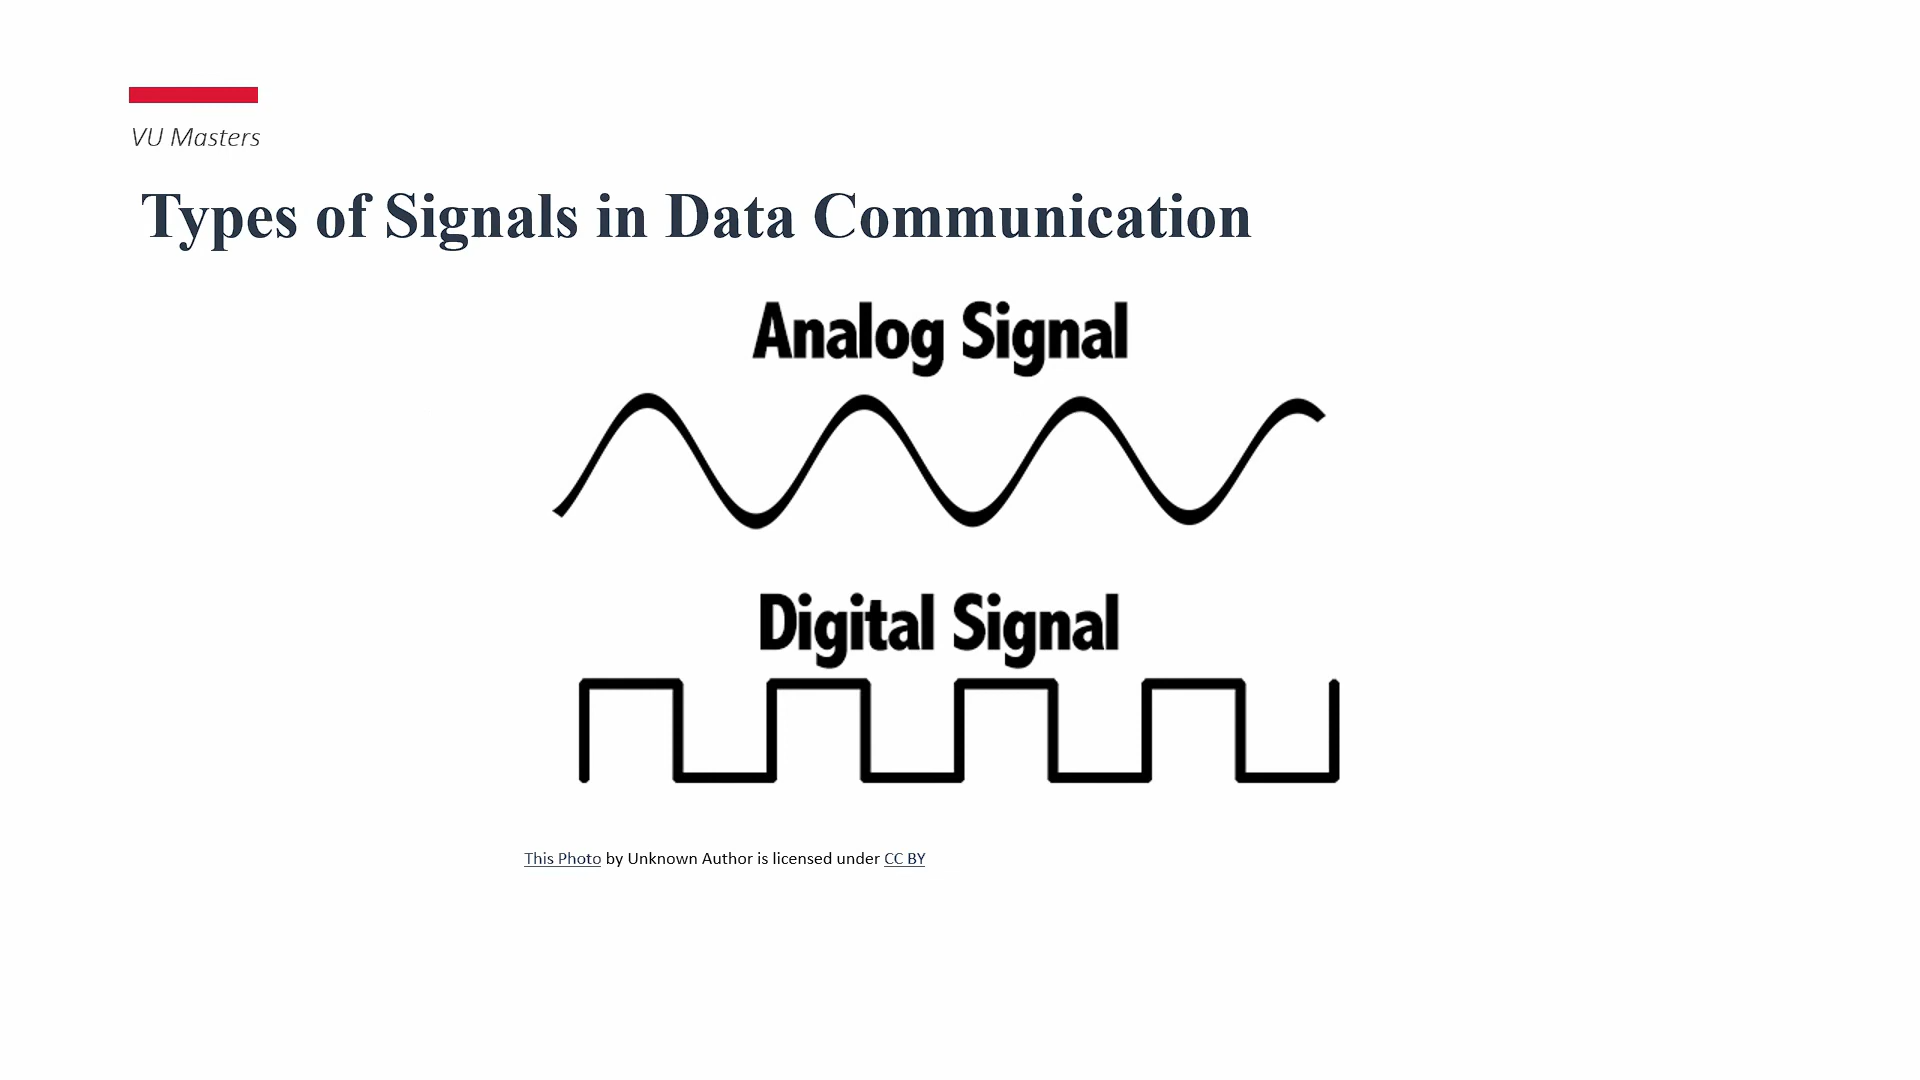 VU Masters
Types of Signals in Data Communication
Analog Signal
Digital Signal
This Photo by Unknown Author is licensed under CC BY